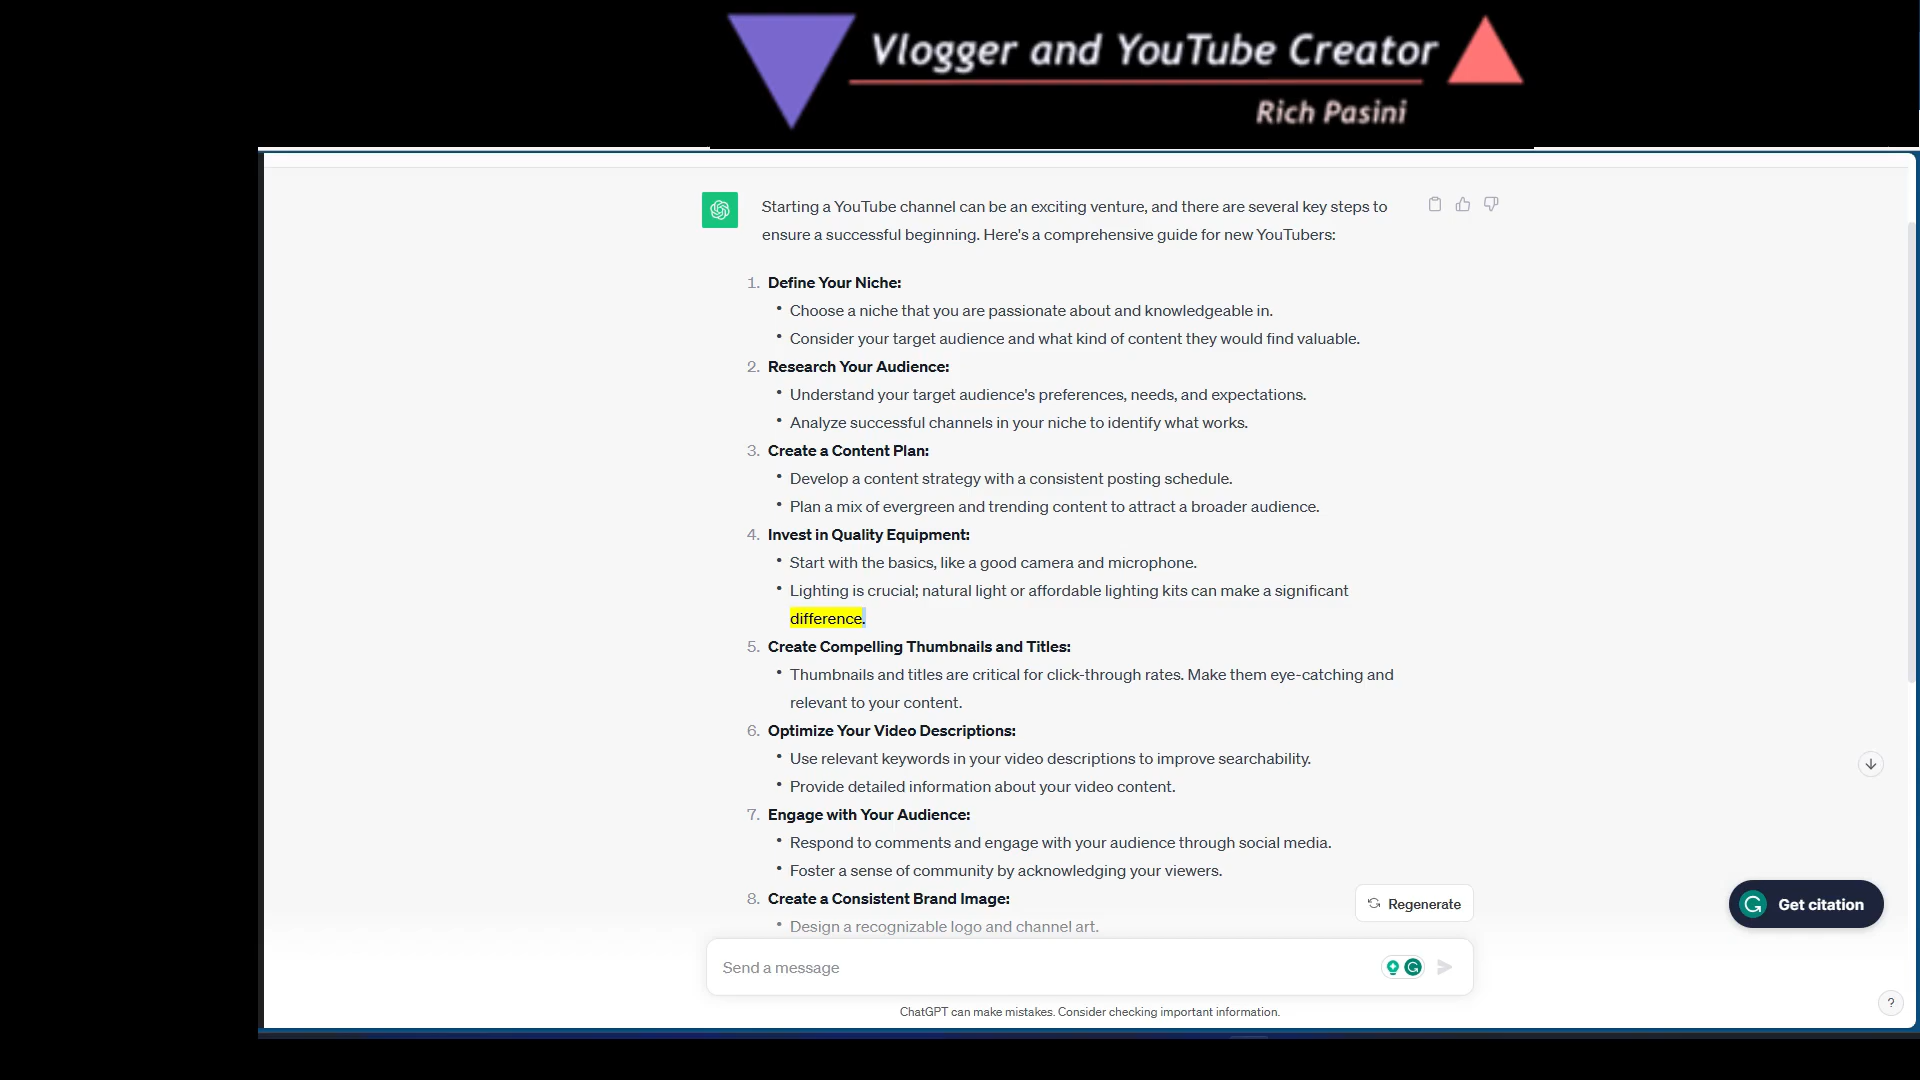 Vlogger and YouTube Creator
Rich Pasini
Starting a YouTube channel can be an exciting venture, and there are several key steps to
ensure a successful beginning. Here's a comprehensive guide for new YouTubers:
1. Define Your Niche:
• Choose a niche that you are passionate about and knowledgeable in.
• Consider your target audience and what kind of content they would find valuable.
2. Research Your Audience:
• Understand your target audience's preferences, needs, and expectations.
• Analyze successful channels in your niche to identify what works.
3. Create a Content Plan:
• Develop a content strategy with a consistent posting schedule.
• Plan a mix of evergreen and trending content to attract a broader audience.
4. Invest in Quality Equipment:
• Start with the basics, like a good camera and microphone.
• Lighting is crucial; natural light or affordable lighting kits can make a significant
difference.
5. Create Compelling Thumbnails and Titles:
• Thumbnails and titles are critical for click-through rates. Make them eye-catching and
relevant to your content.
6. Optimize Your Video Descriptions:
• Use relevant keywords in your video descriptions to improve searchability.
• Provide detailed information about your video content.
7. Engage with Your Audience:
• Respond to comments and engage with your audience through social media.
• Foster a sense of community by acknowledging your viewers.
8. Create a Consistent Brand Image:
• Design a recognizable logo and channel art.
Regenerate
Get citation
Send a message
ChatGPT can make mistakes. Consider checking important information.
?